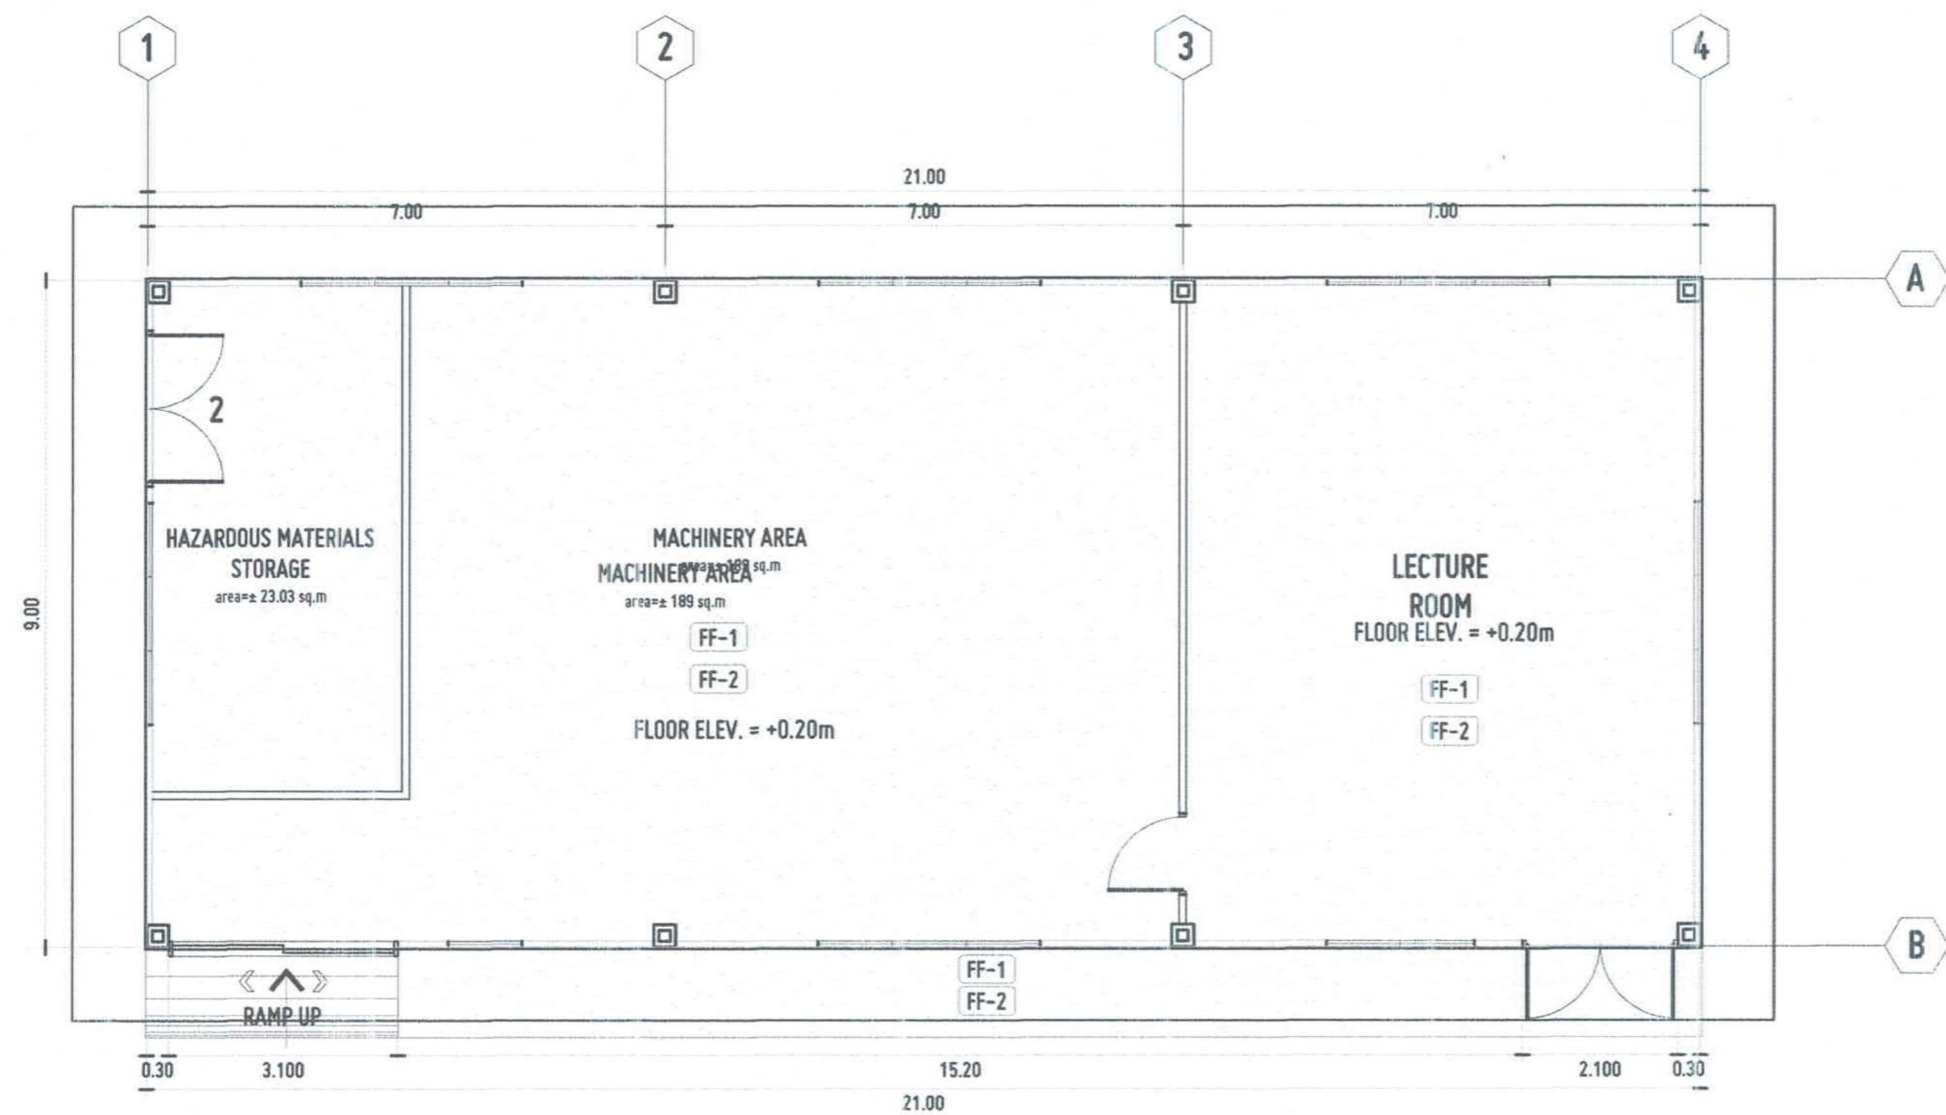 1
2
3
4
21.00
7.00
7.00
7.00
A
2
HAZARDOUS MATERIALS
STORAGE
area=± 23.03 sq.m
MACHINERY AREA
sq.m
MACHINERY AREA
area=± 189 sq.m
FF-1
FF-2
FLOOR ELEV. = +0.20m
LECTURE
ROOM
FLOOR ELEV. = +0.20m
FF-1
FF-2
9.00
B
FF-1
FF-2
RAMP UP
0.30
3.100
15.20
2.100
0.30
21.00